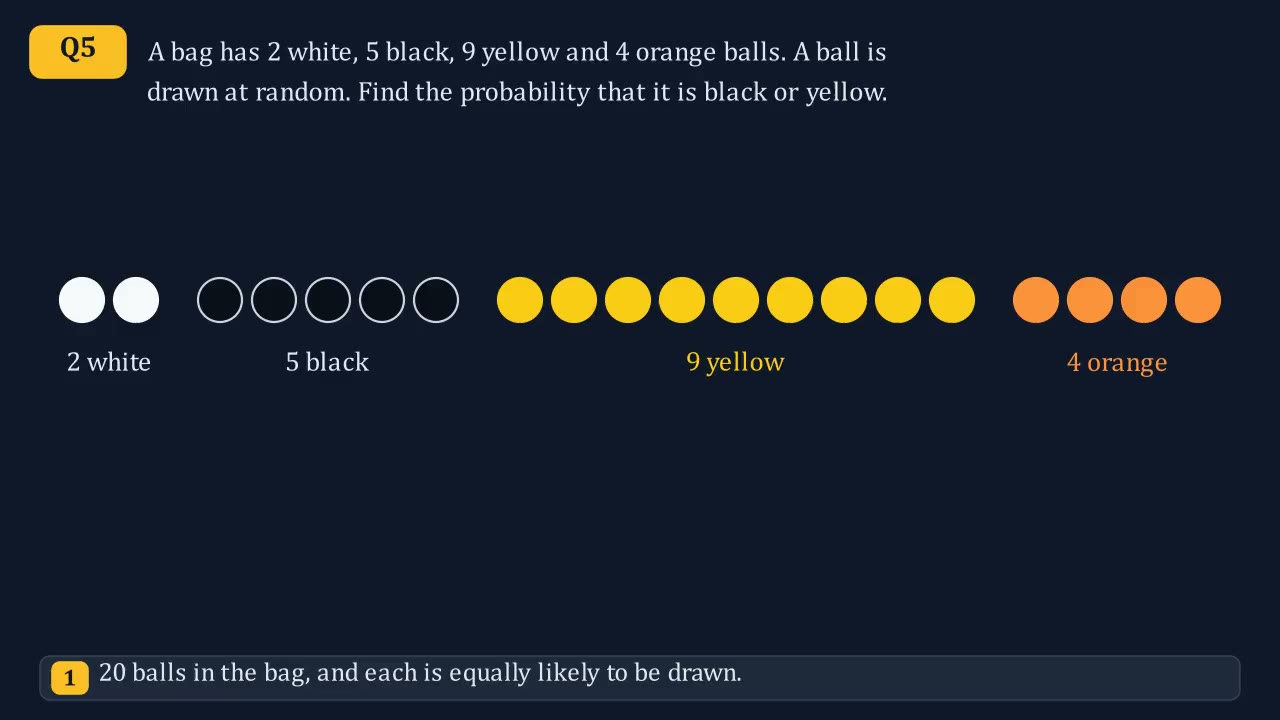 Q5
A bag has 2 white, 5 black, 9 yellow and 4 orange balls. A ball is
drawn at random. Find the probability that it is black or yellow.
2 white
5 black
9 yellow
4 orange
1 20 balls in the bag, and each is equally likely to be drawn.